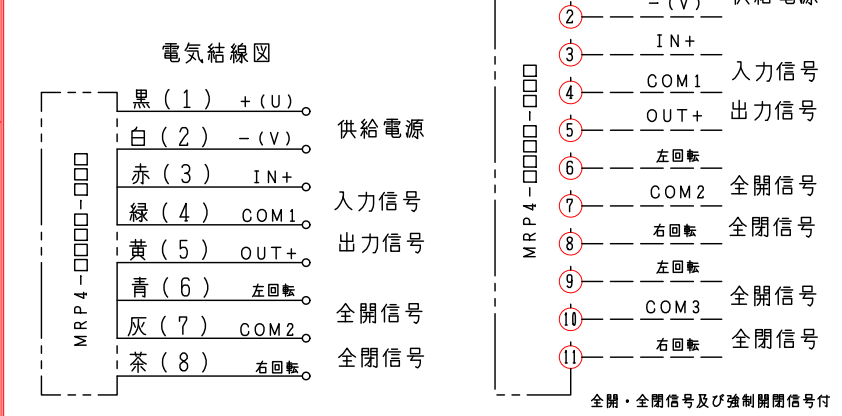 電気結線図
黒(1) +(U)
白(2) -(V)
供給電源
赤(3) IN+
緑(4) COM1
入力信号
黄(5) OUT+
出力信号
青(6) 左回転
灰(7) COM2
全開信号
茶(8) 右回転
全閉信号
MRP4-□□□□-□□□
② -(V) 供給電源
③ IN+
④ COM1 入力信号
⑤ OUT+ 出力信号
⑥ 左回転
⑦ COM2 全開信号
⑧ 右回転 全閉信号
⑨ 左回転
⑩ COM3 全開信号
⑪ 右回転 全閉信号
MRP4-□□□□-□□□
全開・全閉信号及び強制開閉信号付